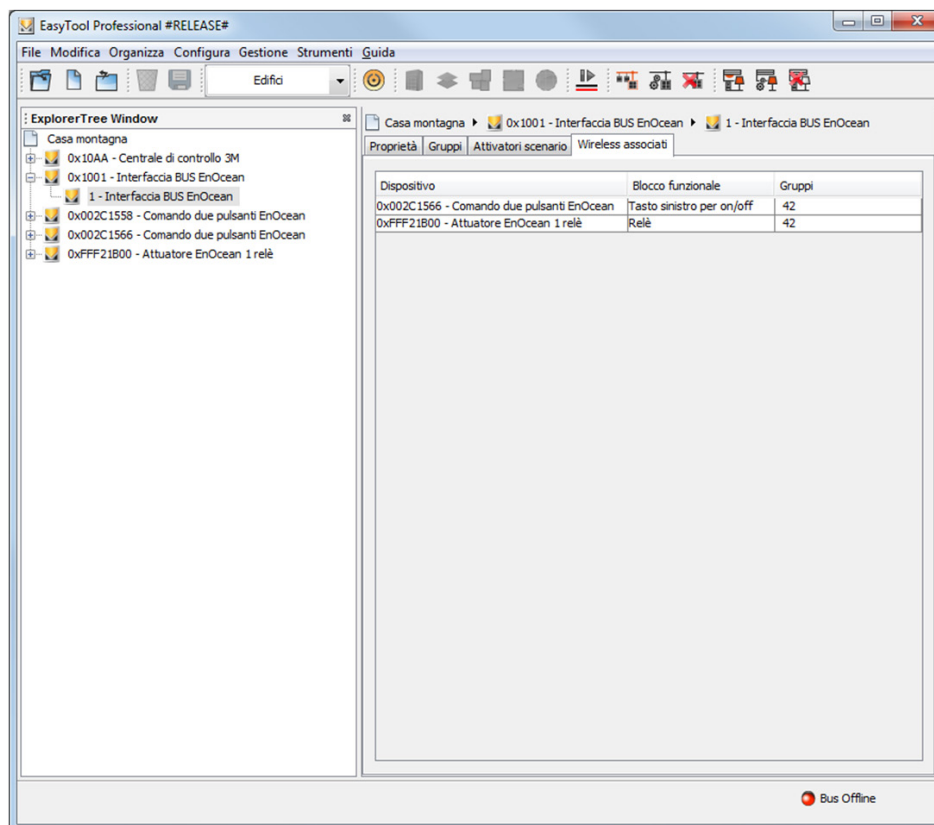 EasyTool Professional #RELEASE#
File Modifica Organizza Configura Gestione Strumenti Guida
Edifici
ExplorerTree Window
Casa montagna
0x10AA - Centrale di controllo 3M
0x1001 - Interfaccia BUS EnOcean
1 - Interfaccia BUS EnOcean
0x002C1558 - Comando due pulsanti EnOcean
0x002C1566 - Comando due pulsanti EnOcean
0xFFF21B00 - Attuatore EnOcean 1 relè
Casa montagna 0x1001 - Interfaccia BUS EnOcean 1 - Interfaccia BUS EnOcean
Proprietà Gruppi Attivatori scenario Wireless associati
Dispositivo Blocco funzionale Gruppi
0x002C1566 - Comando due pulsanti EnOcean Tasto sinistro per on/off 42
0xFFF21B00 - Attuatore EnOcean 1 relè Relè 42
Bus Offline